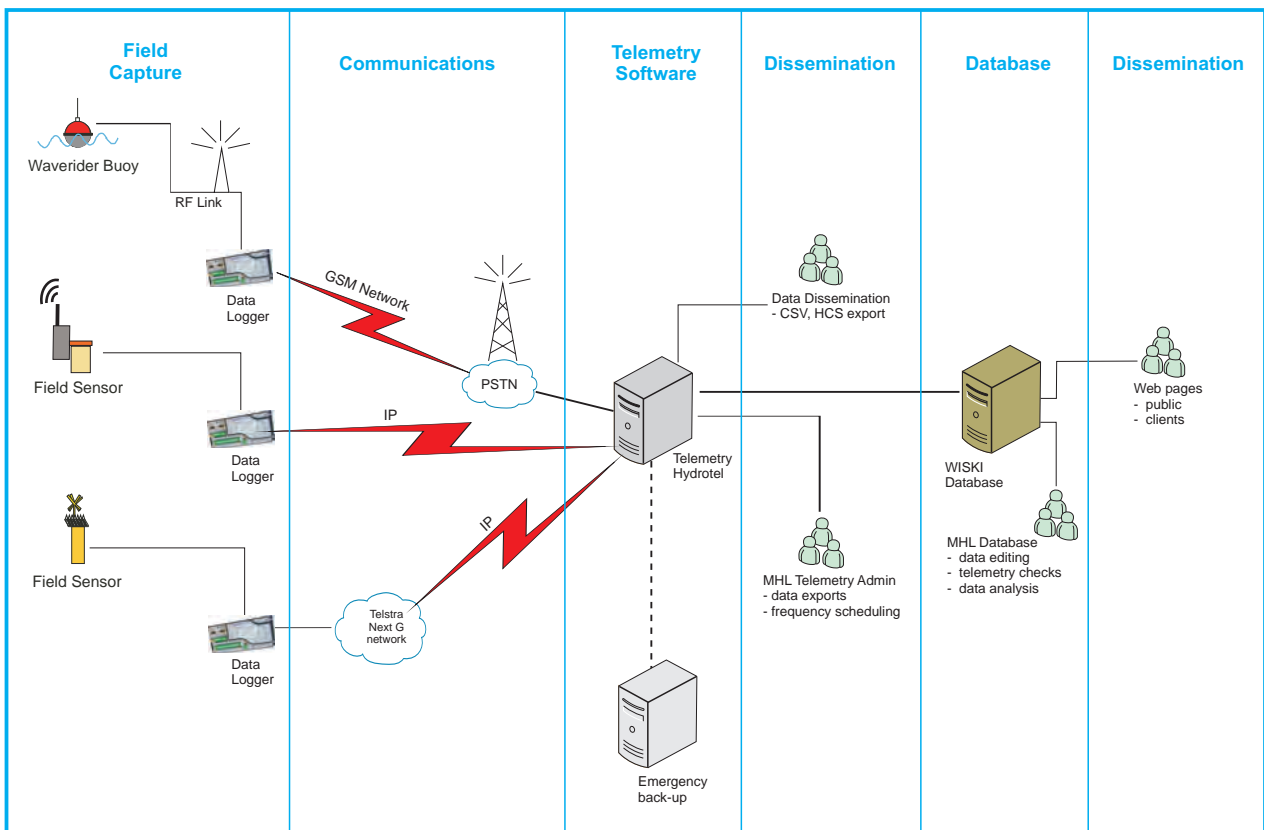 Field
Capture
Communications
Telemetry
Software
Dissemination
Database
Dissemination
Waverider Buoy
RF Link
Data
Logger
GSM Network
PSTN
Field Sensor
Data
Logger
IP
Field Sensor
Data
Logger
Telstra
Next G
network
IP
Telemetry
Hydrotel
Emergency
back-up
Data Dissemination
- CSV, HCS export
MHL Telemetry Admin
- data exports
- frequency scheduling
WISKI
Database
MHL Database
- data editing
- telemetry checks
- data analysis
Web pages
- public
- clients